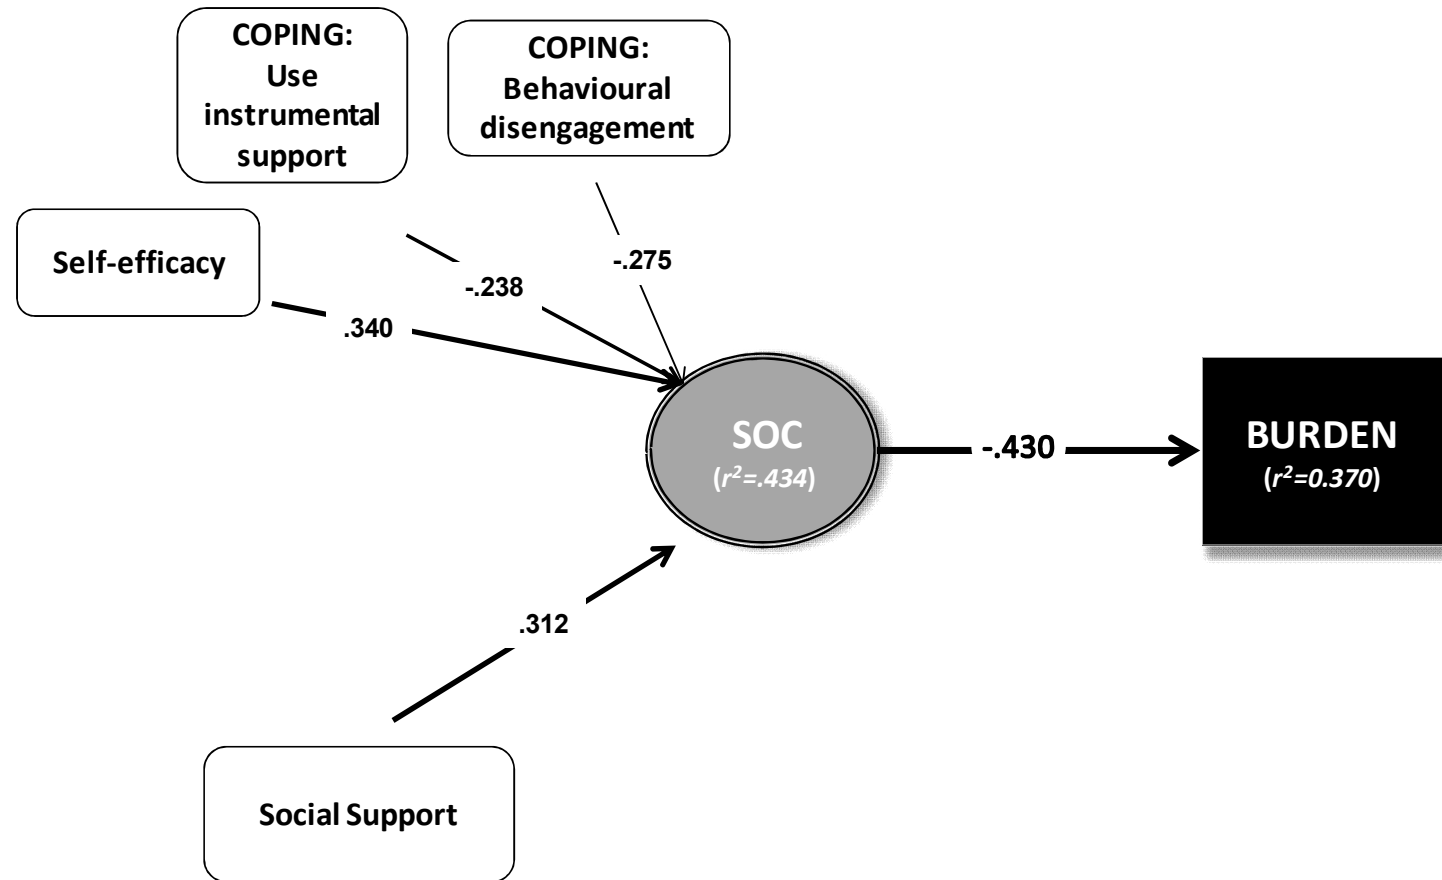 COPING:
Use
instrumental
support
COPING:
Behavioural
disengagement
Self-efficacy
-.275
-.238
.340
SOC
(r²=.434)
-.430
BURDEN
(r²=0.370)
.312
Social Support